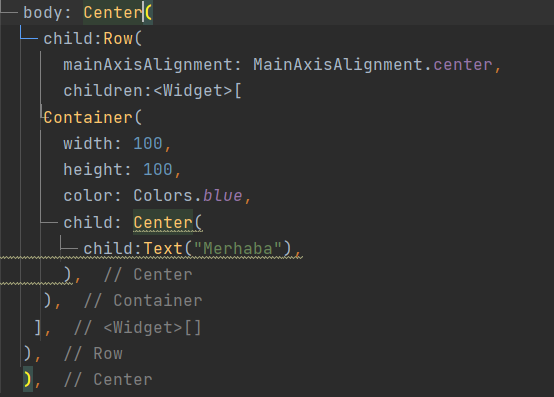 body: Center(
child:Row(
mainAxisAlignment: MainAxisAlignment.center,
children:<Widget>[
Container(
width: 100,
height: 100,
color: Colors.blue,
child: Center(
child:Text("Merhaba"),
), // Center
), // Container
], // <Widget>[]
), // Row
), // Center